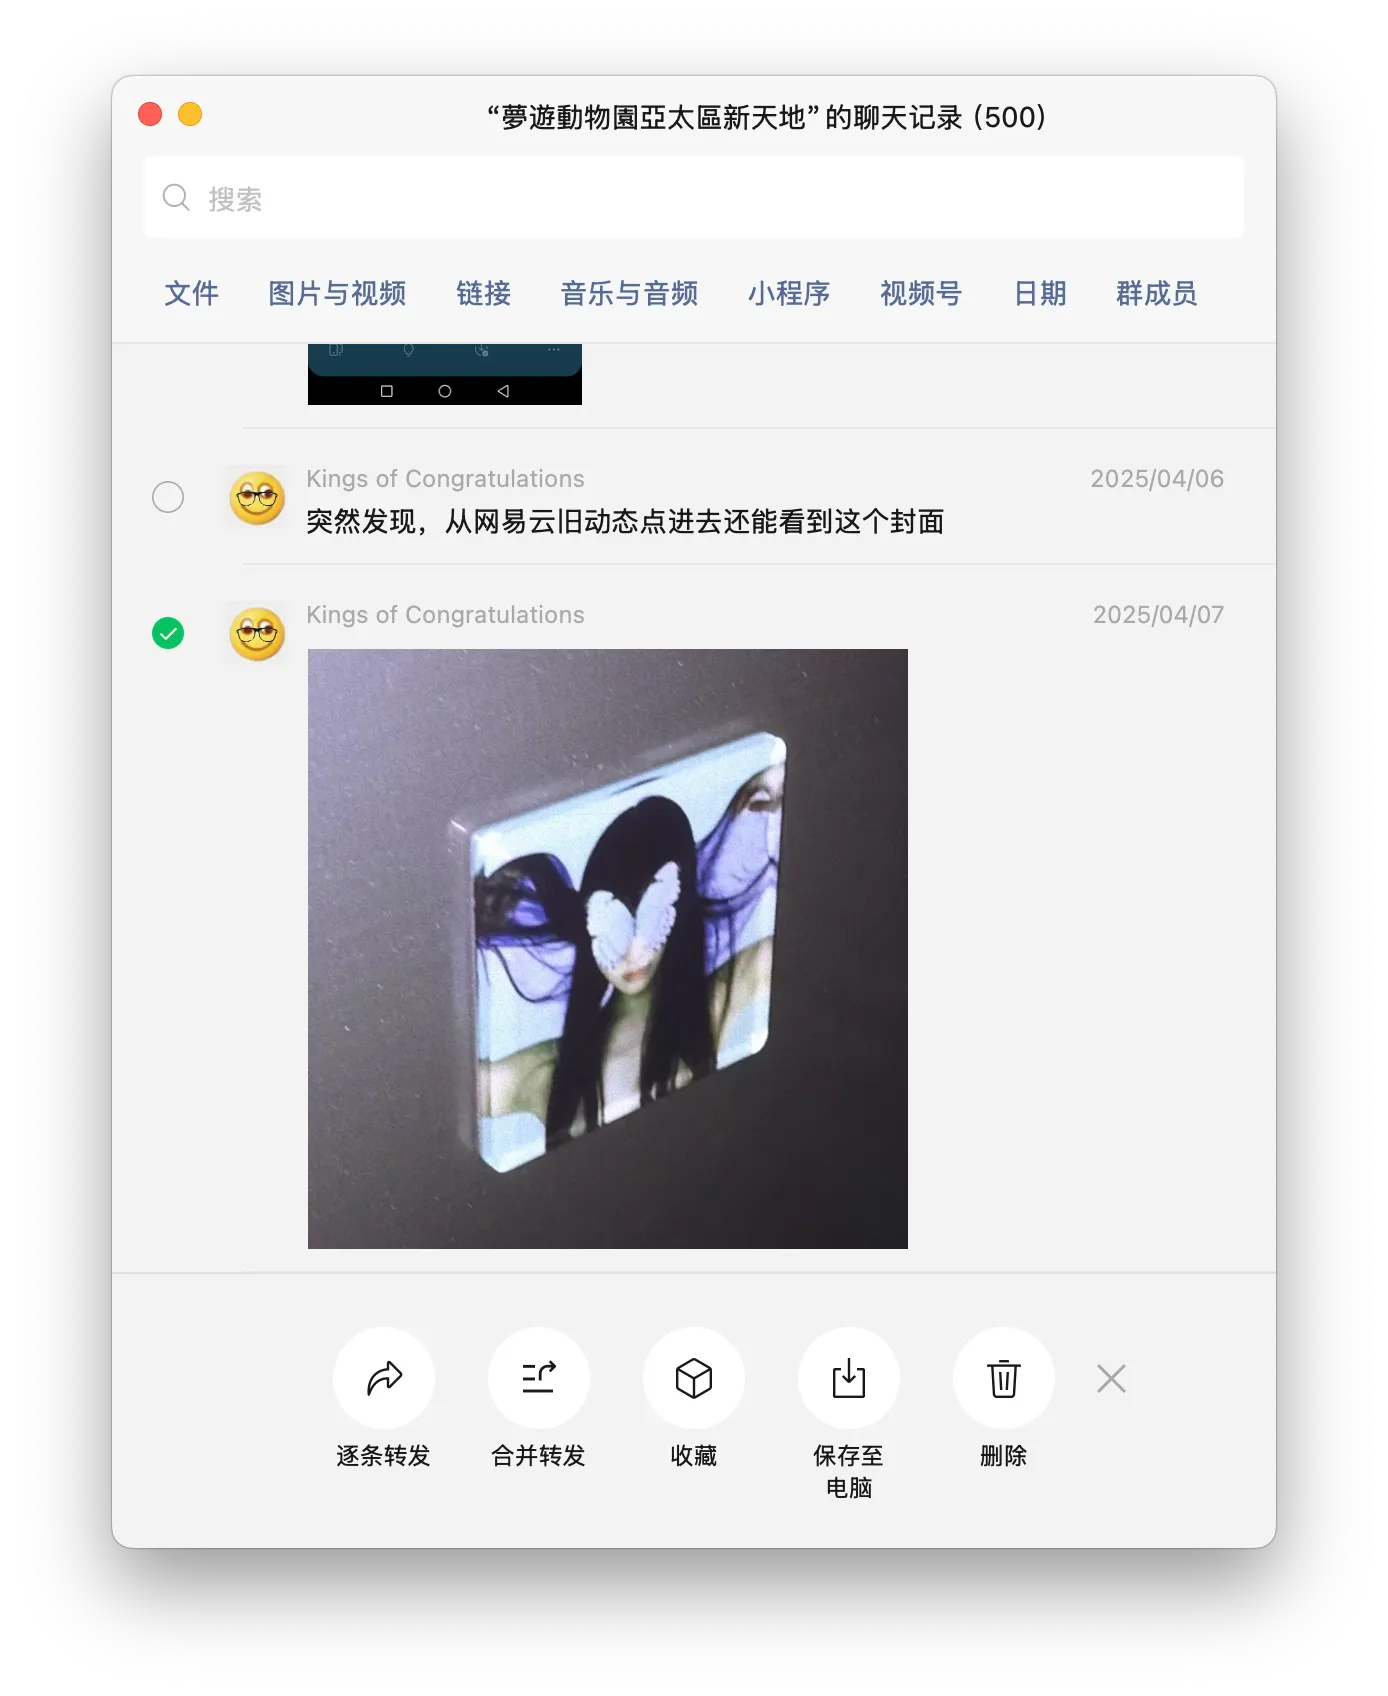 “夢遊動物園亞太區新天地”的聊天记录 (500)
搜索
文件 图片与视频 链接 音乐与音频 小程序 视频号 日期 群成员
Kings of Congratulations 2025/04/06
突然发现，从网易云旧动态点进去还能看到这个封面
Kings of Congratulations 2025/04/07
逐条转发 合并转发 收藏 保存至 删除
电脑